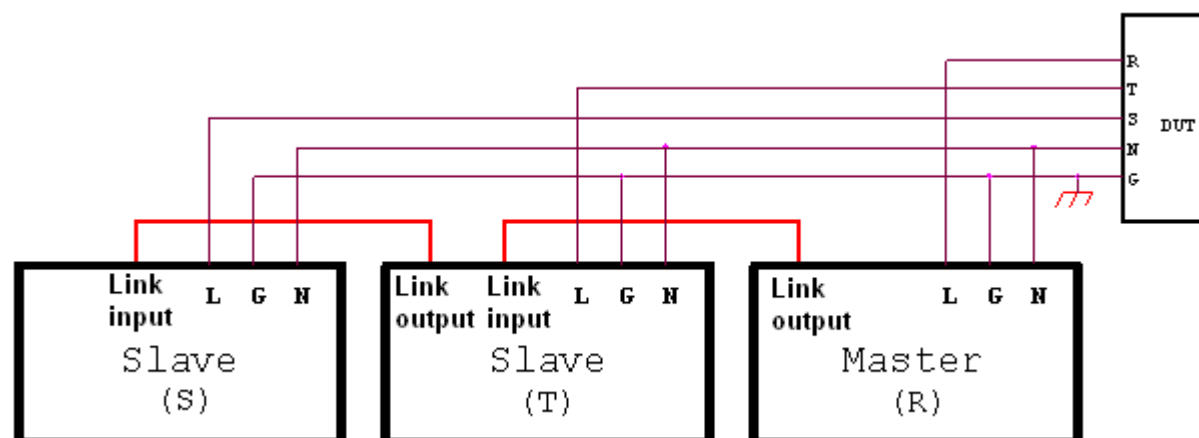 R
T
S
N
G
DUT
Link input
L G N
Slave
(S)
Link output
Link input
L G N
Slave
(T)
Link output
L G N
Master
(R)